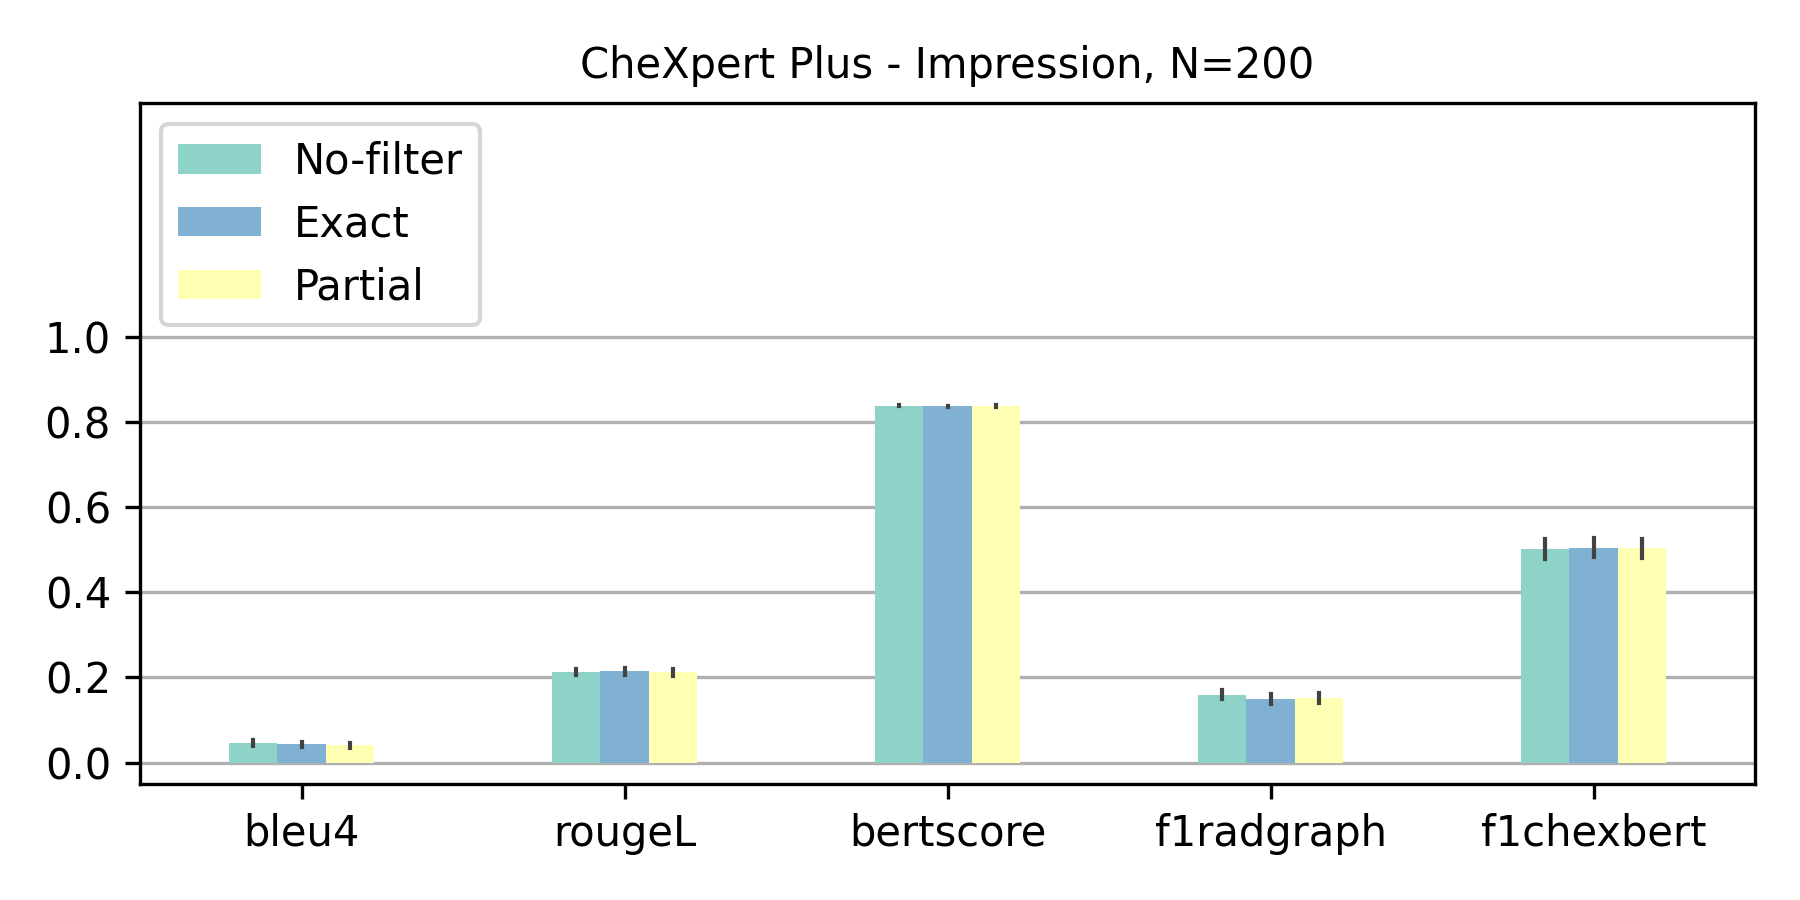 CheXpert Plus - Impression, N=200
No-filter
Exact
Partial
1.0
0.8
0.6
0.4
0.2
0.0
bleu4 rougeL bertscore f1radgraph f1chexbert